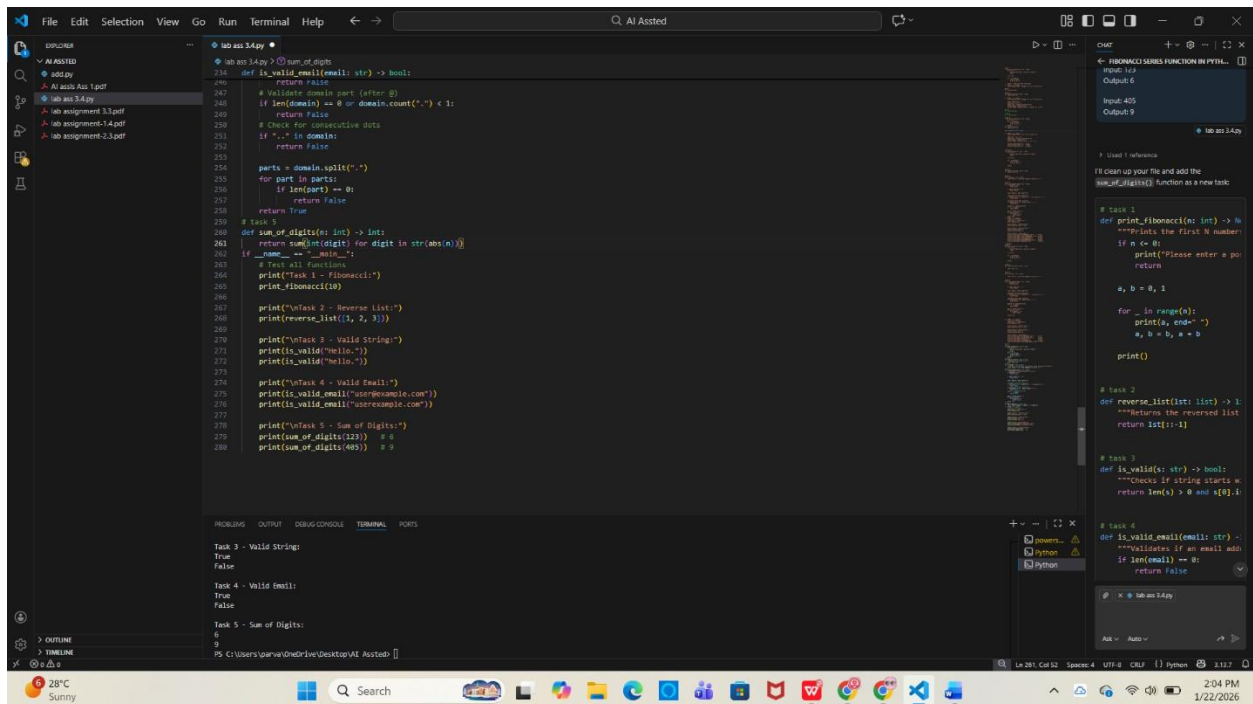 File Edit Selection View Go Run Terminal Help
AI Assted
EXPLORER
AI ASSTED
add.py
AI assis Ass 1.pdf
lab ass 3.4.py
lab assignment 3.3.pdf
lab assignment-1.4.pdf
lab assignment-2.3.pdf
OUTLINE
TIMELINE
lab ass 3.4.py
lab ass 3.4.py > sum_of_digits
234 def is_valid_email(email: str) -> bool:
246 return False
247 # Validate domain part (after @)
248 if len(domain) == 0 or domain.count(".") < 1:
249 return False
250 # Check for consecutive dots
251 if ".." in domain:
252 return False
253
254 parts = domain.split(".")
255 for part in parts:
256 if len(part) == 0:
257 return False
258 return True
259 # task 5
260 def sum_of_digits(n: int) -> int:
261 return sum(int(digit) for digit in str(abs(n)))
262 if __name__ == "__main__":
263 # Test all functions
264 print("Task 1 - Fibonacci:")
265 print_fibonacci(10)
266
267 print("\nTask 2 - Reverse List:")
268 print(reverse_list([1, 2, 3]))
269
270 print("\nTask 3 - Valid String:")
271 print(is_valid("Hello."))
272 print(is_valid("hello."))
273
274 print("\nTask 4 - Valid Email:")
275 print(is_valid_email("user@example.com"))
276 print(is_valid_email("userexample.com"))
277
278 print("\nTask 5 - Sum of Digits:")
279 print(sum_of_digits(123)) # 6
280 print(sum_of_digits(405)) # 9
PROBLEMS OUTPUT DEBUG CONSOLE TERMINAL PORTS
Task 3 - Valid String:
True
False
Task 4 - Valid Email:
True
False
Task 5 - Sum of Digits:
6
9
PS C:\Users\parva\OneDrive\Desktop\AI Assted>
powers...
Python
Python
CHAT
FIBONACCI SERIES FUNCTION IN PYTH...
Input: 123
Output: 6
Input: 405
Output: 9
lab ass 3.4.py
> Used 1 reference
I'll clean up your file and add the
sum_of_digits() function as a new task:
# task 1
def print_fibonacci(n: int) -> No
"""Prints the first N number
if n <= 0:
print("Please enter a po
return
a, b = 0, 1
for _ in range(n):
print(a, end=" ")
a, b = b, a + b
print()
# task 2
def reverse_list(lst: list) -> l
"""Returns the reversed list
return lst[::-1]
# task 3
def is_valid(s: str) -> bool:
"""Checks if string starts w
return len(s) > 0 and s[0].i
# task 4
def is_valid_email(email: str) -
"""Validates if an email add
if len(email) == 0:
return False
lab ass 3.4.py
Ask Auto
0 0
Ln 261, Col 52 Spaces: 4 UTF-8 CRLF {} Python 3.13.7
6
28°C
Sunny
Search
2:04 PM
1/22/2026